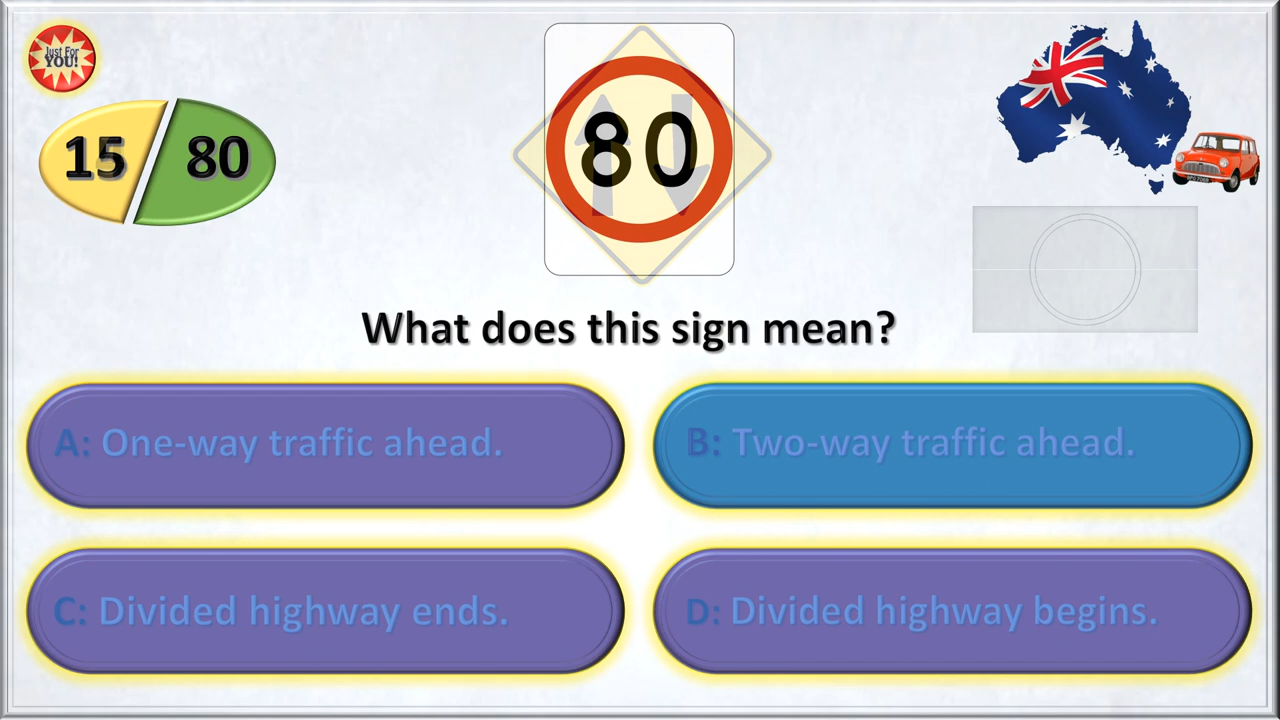 Just For
YOU!
15 80
80
What does this sign mean?
A: One-way traffic ahead.
B: Two-way traffic ahead.
C: Divided highway ends.
D: Divided highway begins.